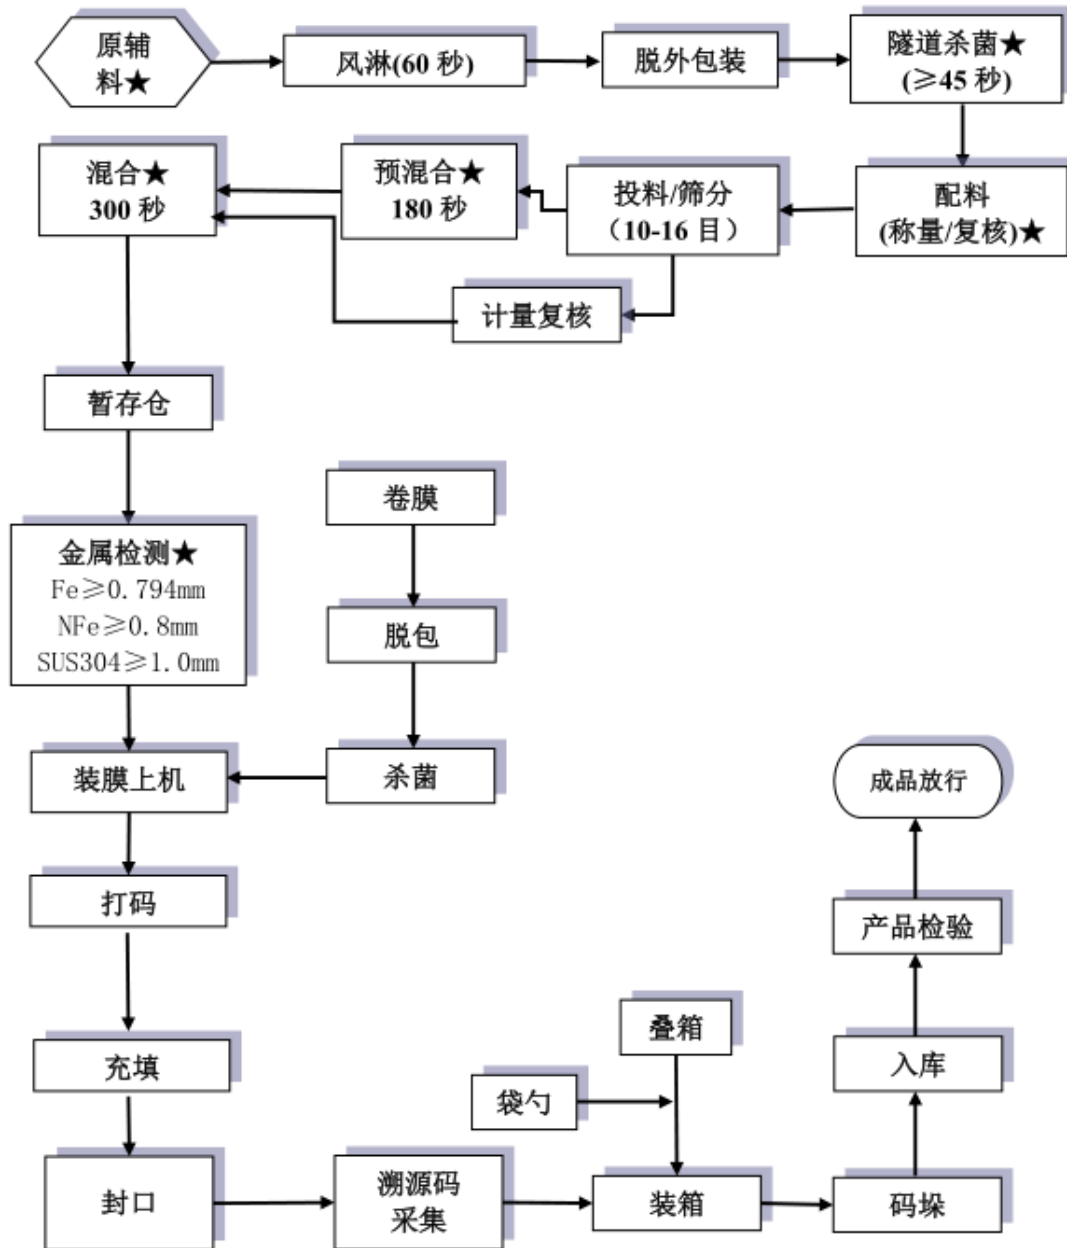 原辅
料★
风淋(60 秒)
脱外包装
隧道杀菌★
(≥45 秒)
混合★
300 秒
预混合★
180 秒
投料/筛分
（10-16 目）
配料
(称量/复核)★
计量复核
暂存仓
卷膜
金属检测★
Fe≥0.794mm
NFe≥0.8mm
SUS304≥1.0mm
脱包
装膜上机
杀菌
成品放行
打码
产品检验
叠箱
充填
入库
袋勺
封口
溯源码
采集
装箱
码垛